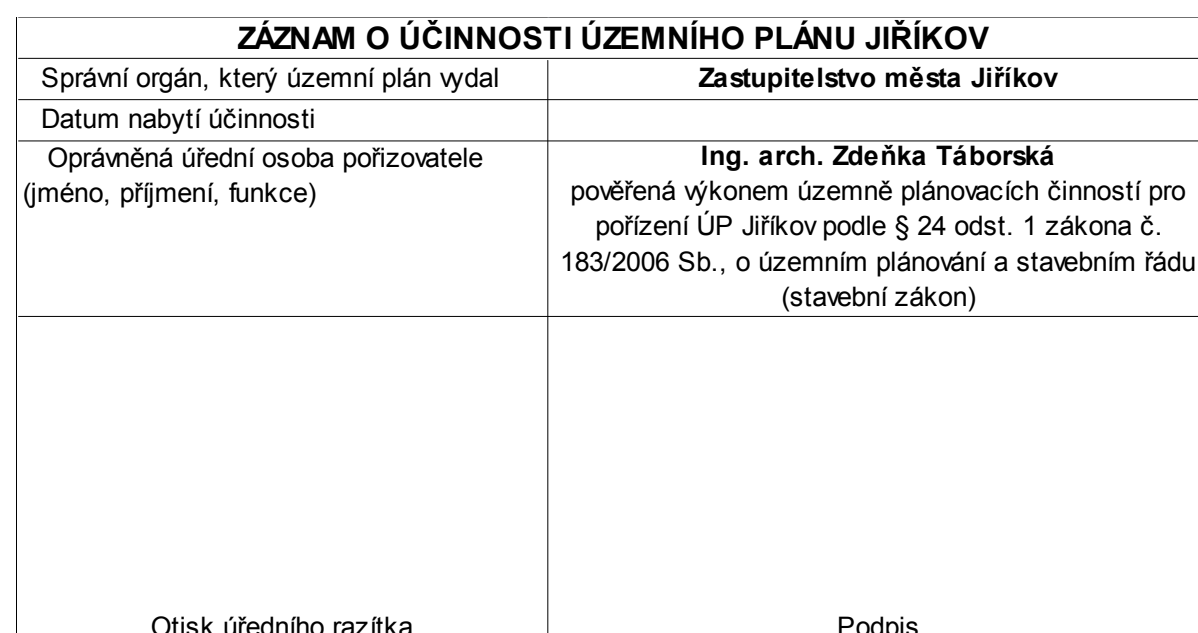 ZÁZNAM O ÚČINNOSTI ÚZEMNÍHO PLÁNU JIŘÍKOV
Správní orgán, který územní plán vydal
Zastupitelstvo města Jiříkov
Datum nabytí účinnosti
Oprávněná úřední osoba pořizovatele
(jméno, příjmení, funkce)
Ing. arch. Zdeňka Táborská
pověřená výkonem územně plánovacích činností pro
pořízení ÚP Jiříkov podle § 24 odst. 1 zákona č.
183/2006 Sb., o územním plánování a stavebním řádu
(stavební zákon)
Otisk úředního razítka
Podpis